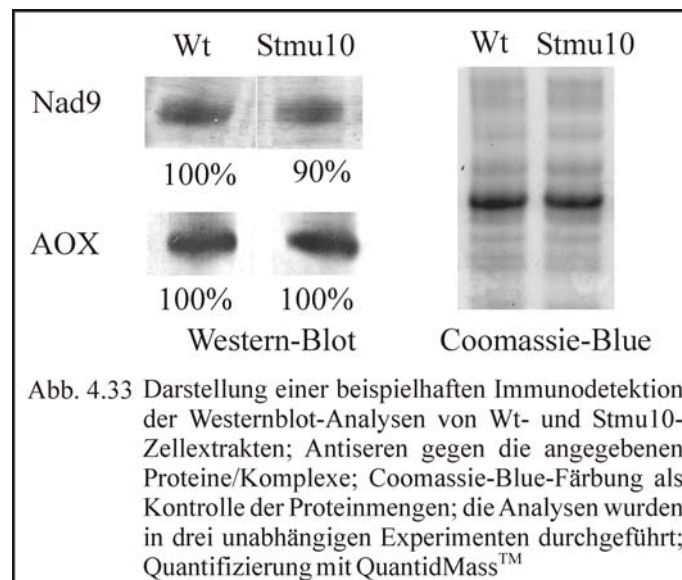 Wt Stmu10 Wt Stmu10
Nad9
100% 90%
AOX
100% 100%
Western-Blot Coomassie-Blue
Abb. 4.33 Darstellung einer beispielhaften Immunodetektion
der Westernblot-Analysen von Wt- und Stmu10-
Zellextrakten; Antiseren gegen die angegebenen
Proteine/Komplexe; Coomassie-Blue-Färbung als
Kontrolle der Proteinmengen; die Analysen wurden
in drei unabhängigen Experimenten durchgeführt;
Quantifizierung mit QuantidMass™